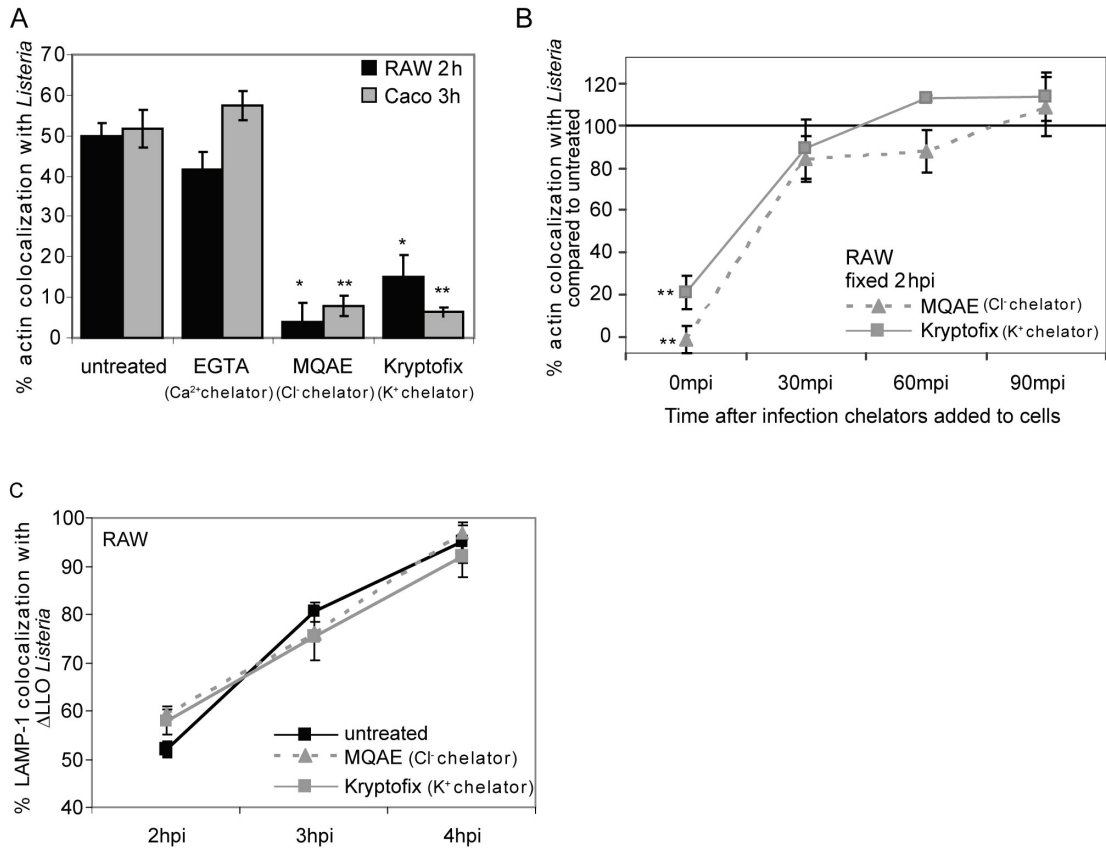 A
% actin colocalization with Listeria
70
60
50
40
30
20
10
0
RAW 2h
Caco 3h
*
**
*
**
untreated
EGTA
(Ca²⁺chelator)
MQAE
(Cl⁻chelator)
Kryptofix
(K⁺chelator)
B
% actin colocalization with Listeria
compared to untreated
120
100
80
60
40
20
0
**
**
RAW
fixed 2hpi
MQAE (Cl⁻chelator)
Kryptofix (K⁺chelator)
0mpi
30mpi
60mpi
90mpi
Time after infection chelators added to cells
C
% LAMP-1 colocalization with
ΔLLO Listeria
100
90
80
70
60
50
40
RAW
untreated
MQAE (Cl⁻chelator)
Kryptofix (K⁺chelator)
2hpi
3hpi
4hpi